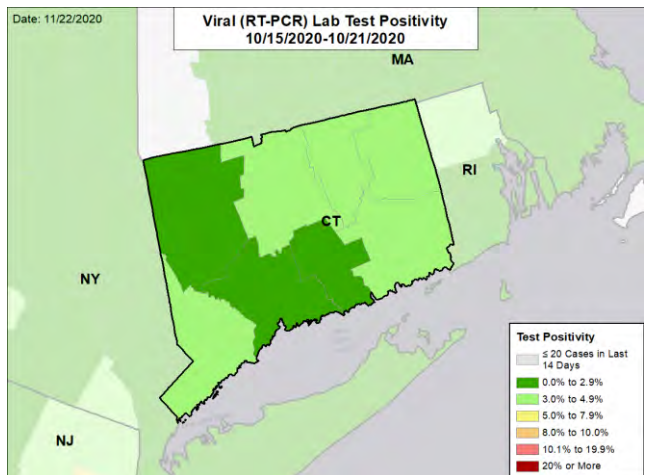 Date: 11/22/2020
Viral (RT-PCR) Lab Test Positivity
10/15/2020-10/21/2020
MA
RI
CT
NY
NJ
Test Positivity
≤ 20 Cases in Last
14 Days
0.0% to 2.9%
3.0% to 4.9%
5.0% to 7.9%
8.0% to 10.0%
10.1% to 19.9%
20% or More